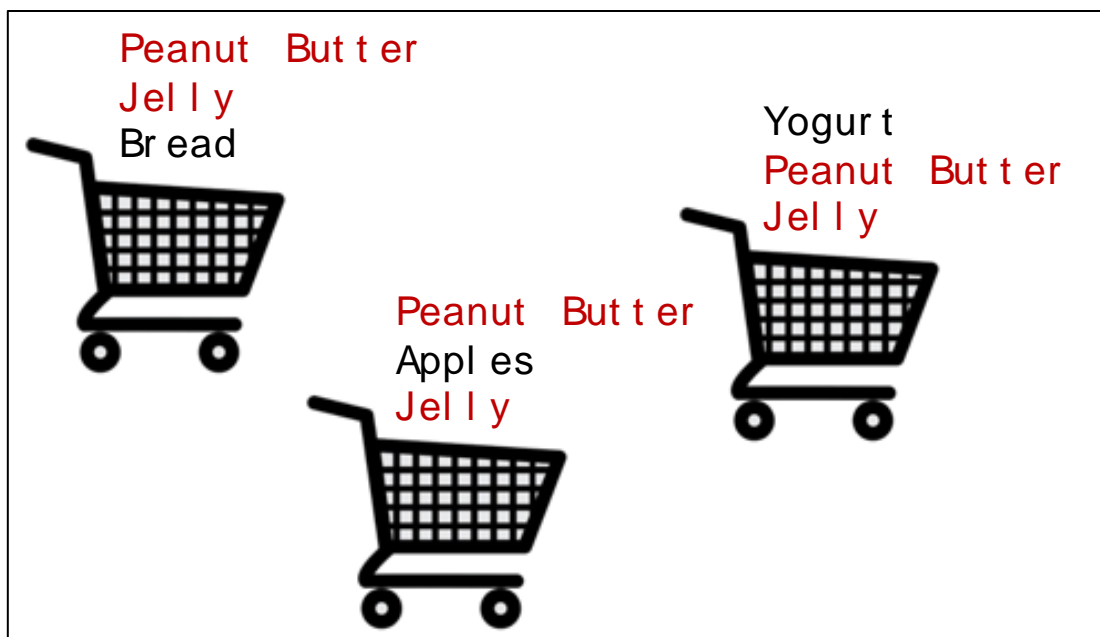 Peanut Butter
Jelly
Bread
Yogurt
Peanut Butter
Jelly
Peanut Butter
Apples
Jelly